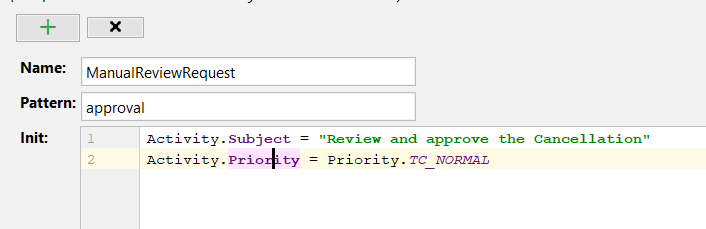 Name: ManualReviewRequest
Pattern: approval
Init:
1 Activity.Subject = "Review and approve the Cancellation"
2 Activity.Priority = Priority.TC_NORMAL